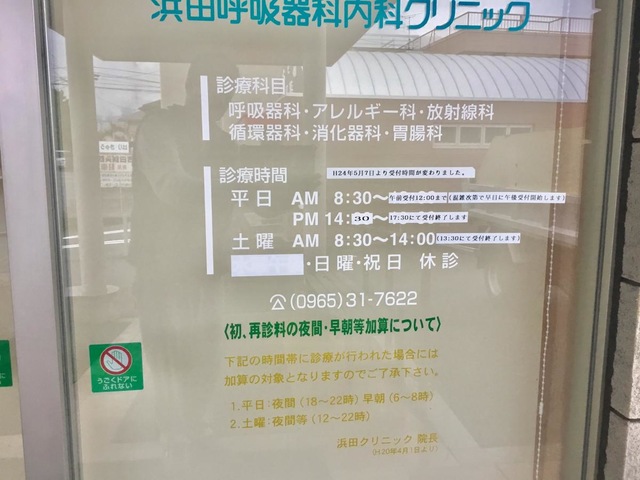 浜田呼吸器科内科クリニック
診療科目
呼吸器科・アレルギー科・放射線科
循環器科・消化器科・胃腸科
診療時間 H24年5月7日より受付時間が変わりました。
平日 AM 8:30～ 午前受付12:00まで(混雑次第で早目に午後受付開始します)
PM 14:30～17:30にて受付終了します
土曜 AM 8:30～14:00(13:30にて受付終了します)
・日曜・祝日 休診
(0965)31-7622
〈初、再診料の夜間・早朝等加算について〉
下記の時間帯に診療が行われた場合には
加算の対象となりますのでご了承下さい。
1.平日:夜間(18～22時)早朝(6～8時)
2.土曜:夜間等(12～22時)
浜田クリニック 院長
(H20年4月1日より)
うごくドアに
ふれない